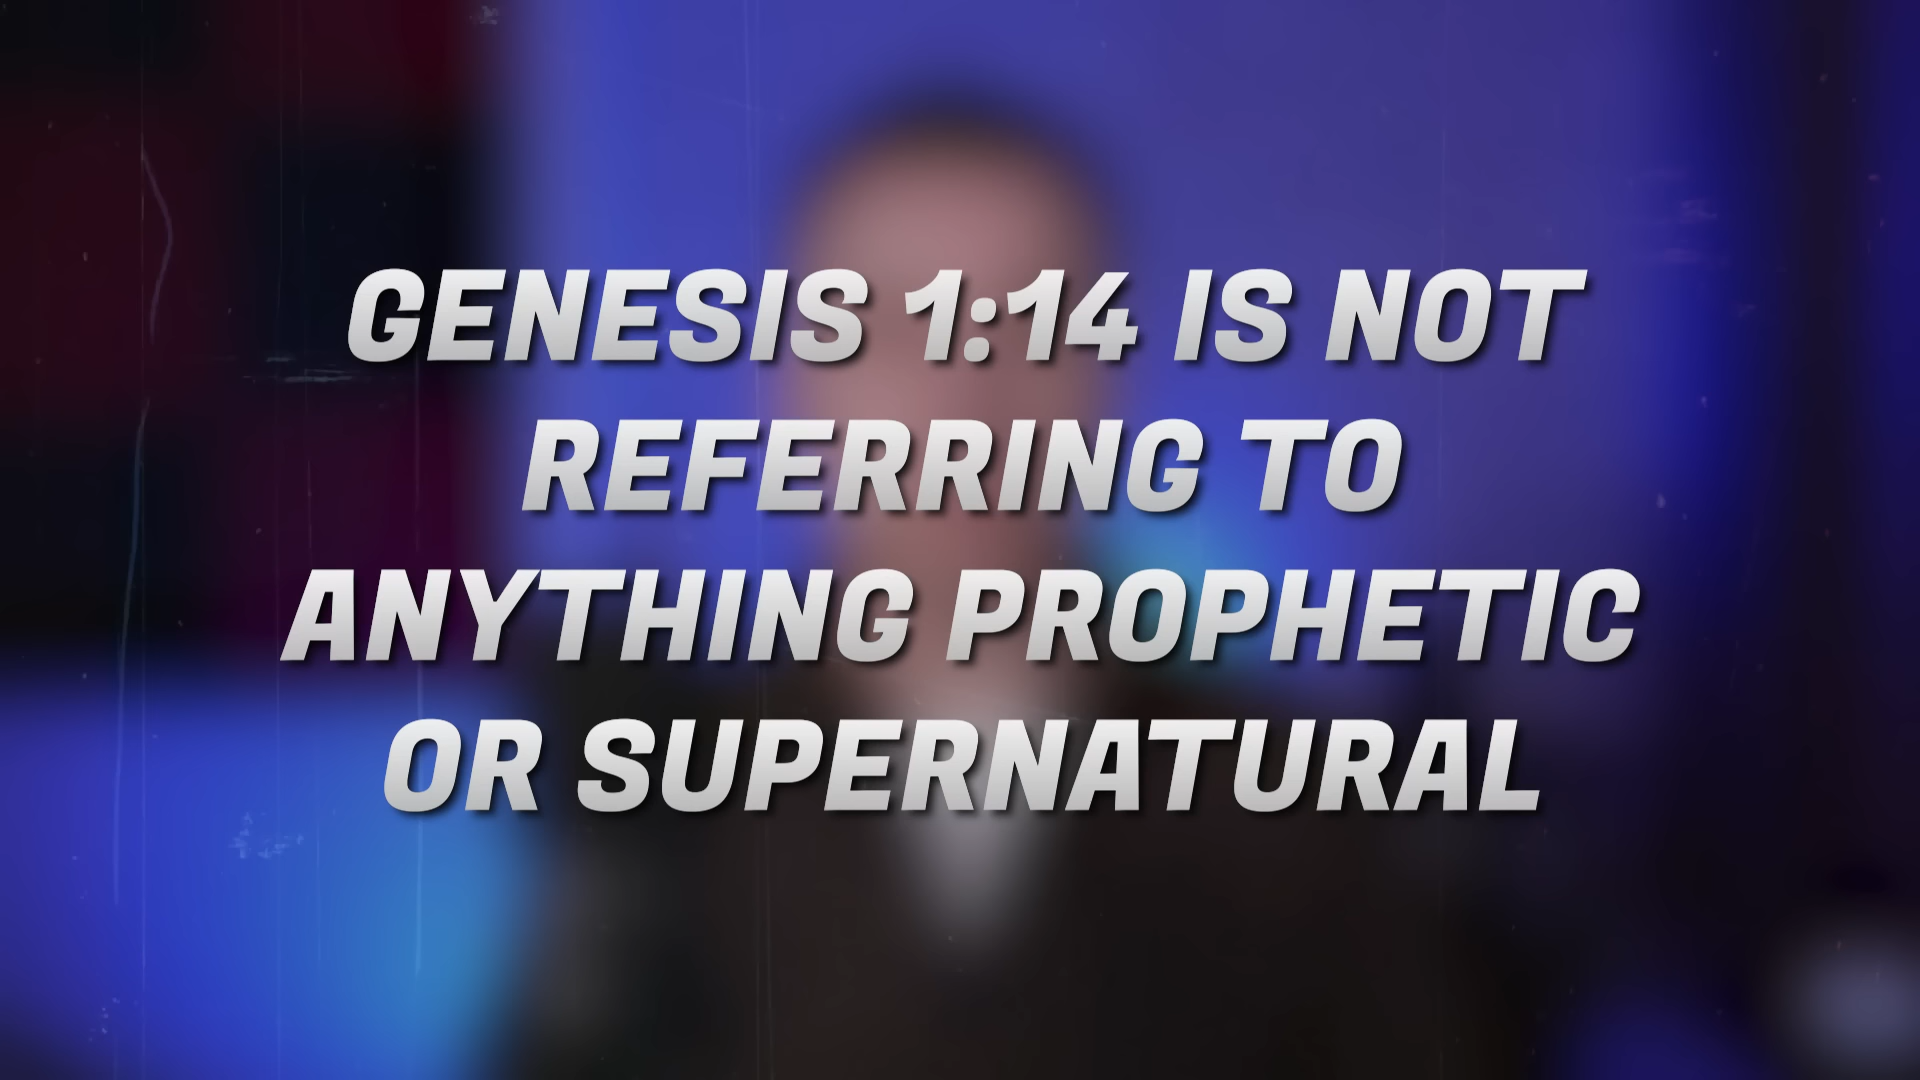 GENESIS 1:14 IS NOT
REFERRING TO
ANYTHING PROPHETIC
OR SUPERNATURAL